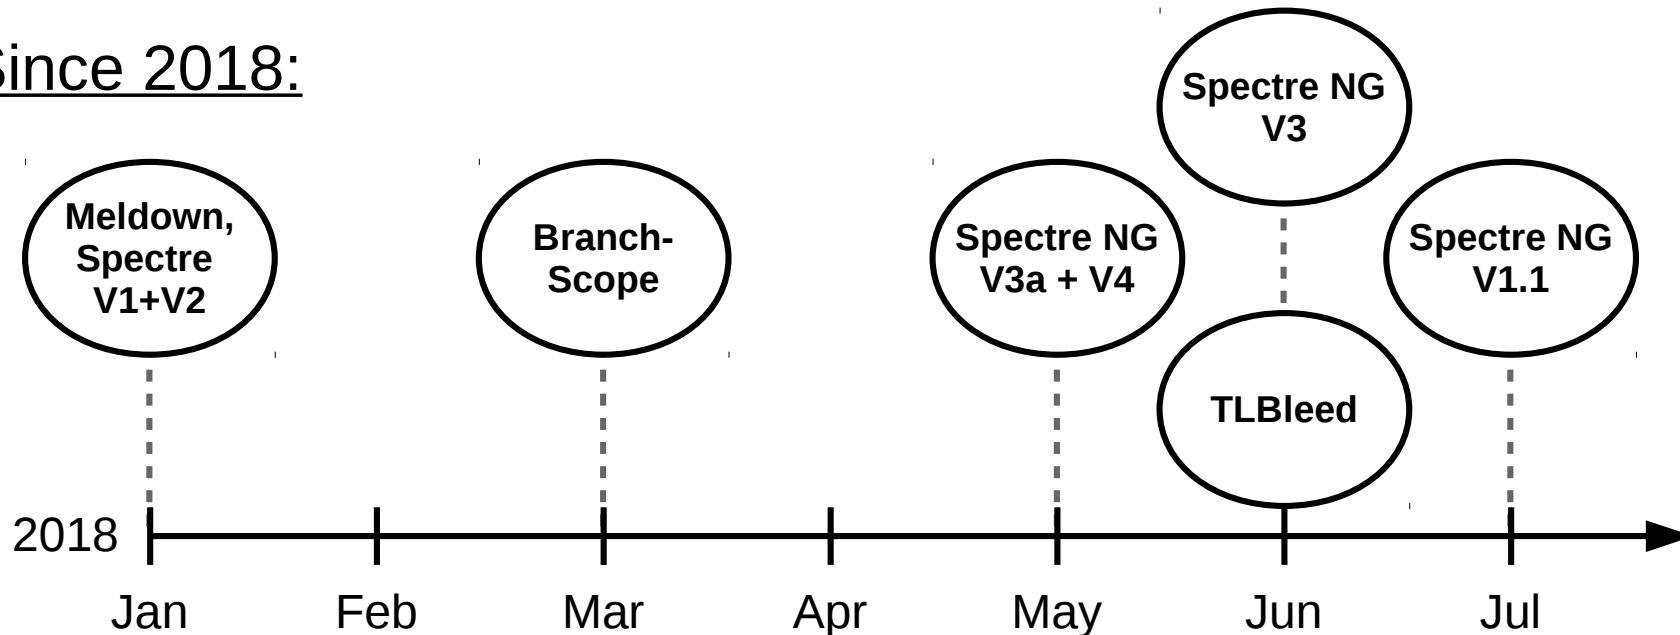 Since 2018:
Spectre NG
V3
Meldown,
Spectre
V1+V2
Branch-
Scope
Spectre NG
V3a + V4
Spectre NG
V1.1
TLBleed
2018
Jan
Feb
Mar
Apr
May
Jun
Jul